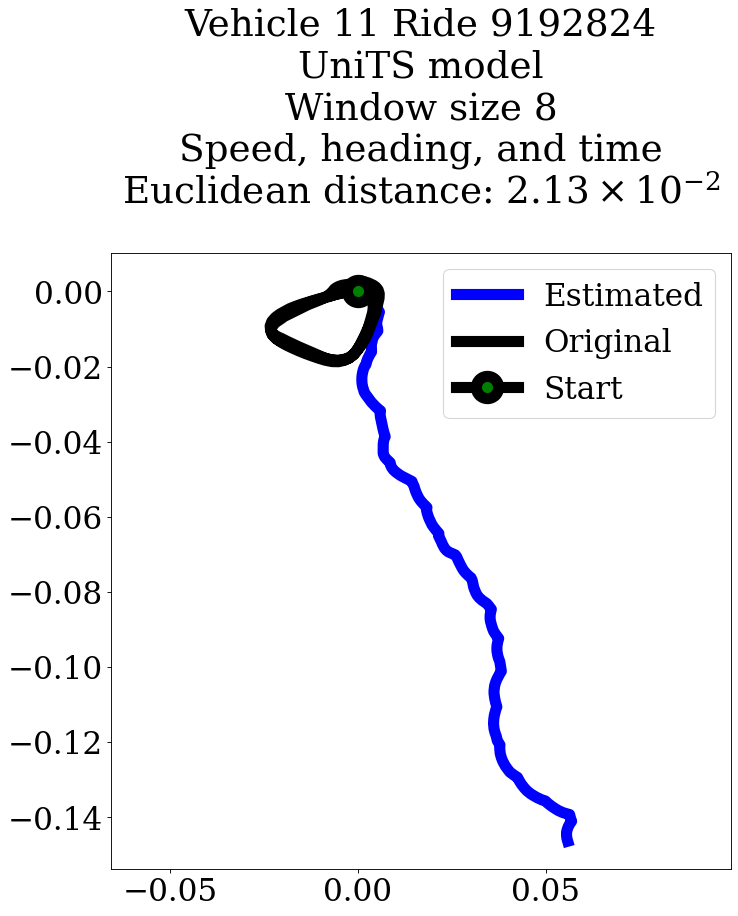 Vehicle 11 Ride 9192824
UniTS model
Window size 8
Speed, heading, and time
Euclidean distance: 2.13 × 10⁻²
Estimated
Original
Start
0.00
−0.02
−0.04
−0.06
−0.08
−0.10
−0.12
−0.14
−0.05
0.00
0.05